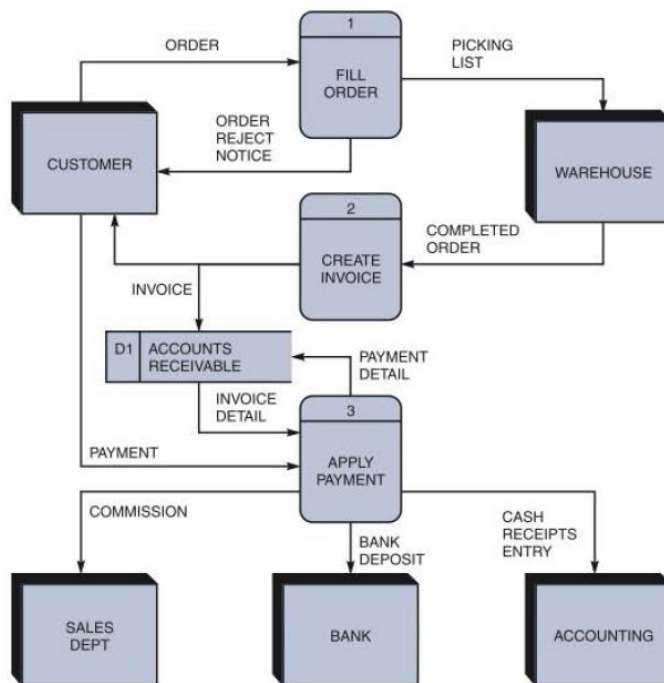 1
ORDER
PICKING
LIST
FILL
ORDER
ORDER
REJECT
NOTICE
CUSTOMER
WAREHOUSE
2
COMPLETED
ORDER
CREATE
INVOICE
INVOICE
D1
ACCOUNTS
RECEIVABLE
PAYMENT
DETAIL
INVOICE
DETAIL
3
PAYMENT
APPLY
PAYMENT
COMMISSION
CASH
RECEIPTS
ENTRY
BANK
DEPOSIT
SALES
DEPT
BANK
ACCOUNTING